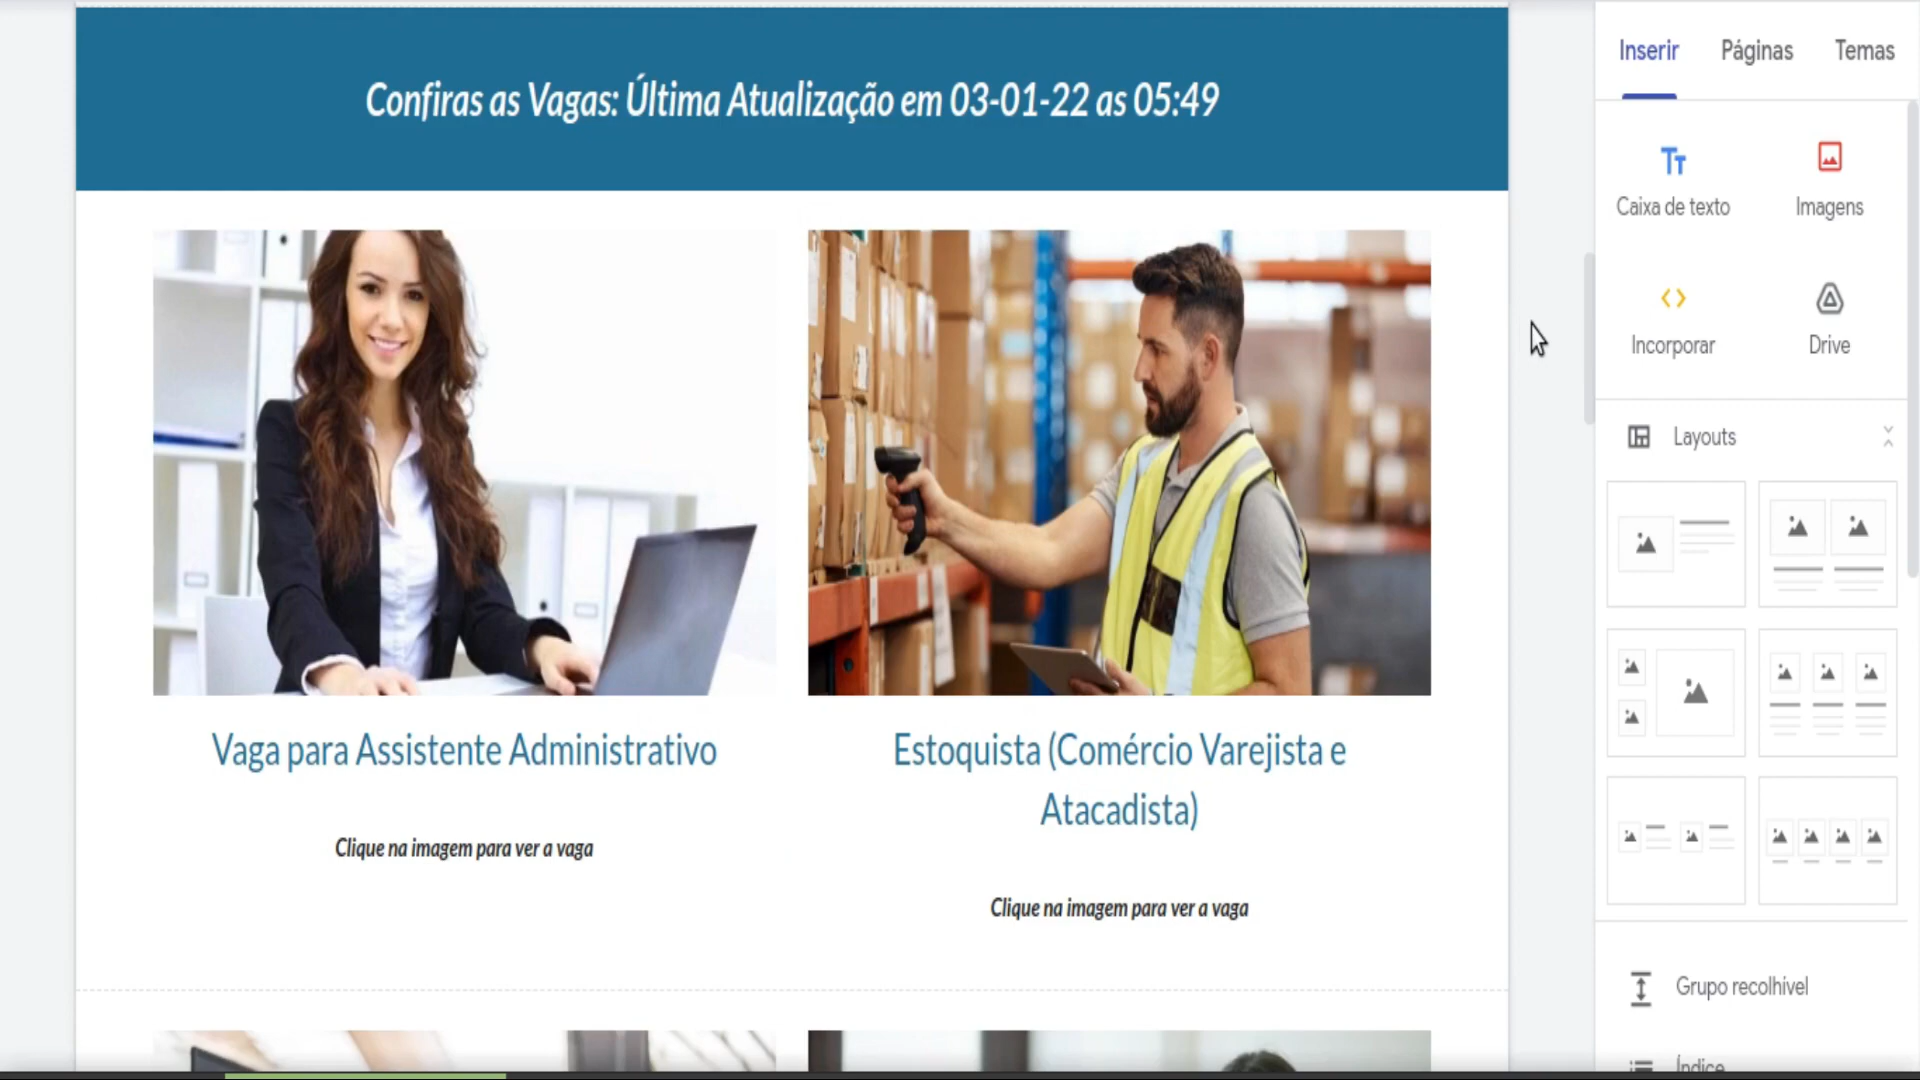 Inserir Páginas Temas
Confiras as Vagas: Última Atualização em 03-01-22 as 05:49
Caixa de texto Imagens
Incorporar Drive
Layouts
Vaga para Assistente Administrativo
Clique na imagem para ver a vaga
Estoquista (Comércio Varejista e
Atacadista)
Clique na imagem para ver a vaga
Grupo recolhivel
Índice